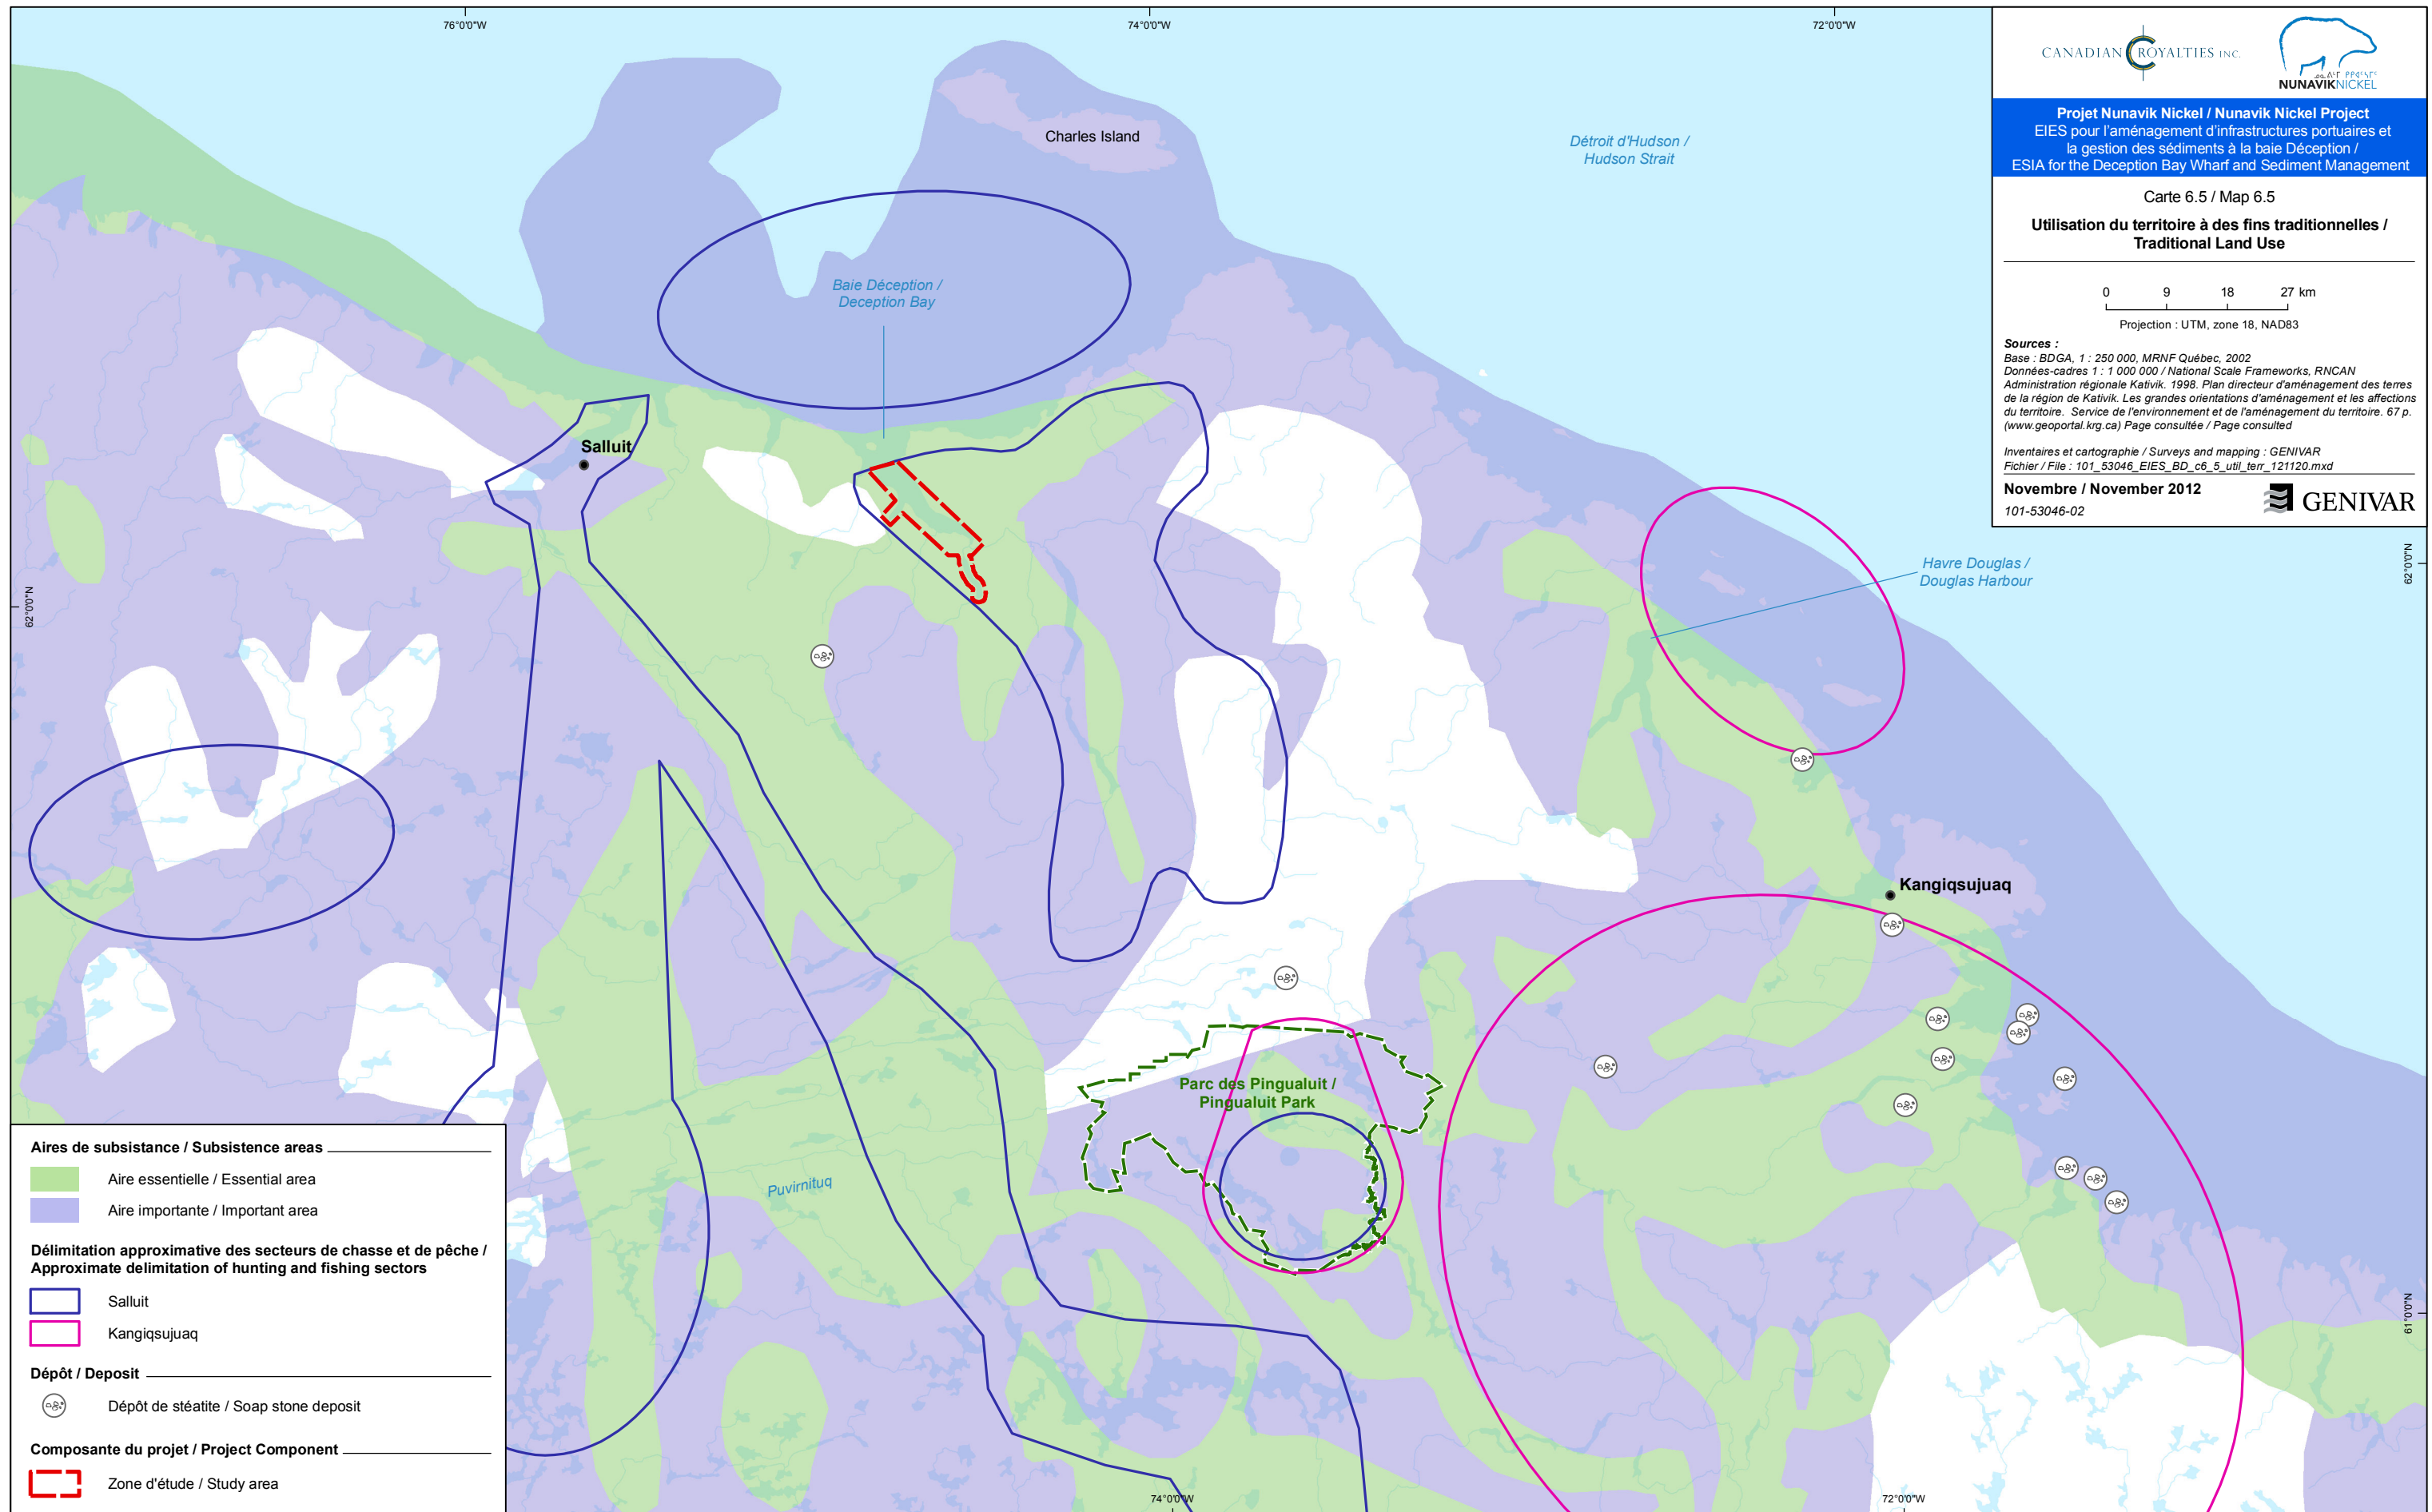 76°0'0"W
74°0'0"W
72°0'0"W
CANADIAN ROYALTIES INC.
NUNAVIKNICKEL
Projet Nunavik Nickel / Nunavik Nickel Project
EIES pour l'aménagement d'infrastructures portuaires et
la gestion des sédiments à la baie Déception /
ESIA for the Deception Bay Wharf and Sediment Management
Carte 6.5 / Map 6.5
Utilisation du territoire à des fins traditionnelles /
Traditional Land Use
0 9 18 27 km
Projection : UTM, zone 18, NAD83
Sources :
Base : BDGA, 1 : 250 000, MRNF Québec, 2002
Données-cadres 1 : 1 000 000 / National Scale Frameworks, RNCAN
Administration régionale Kativik. 1998. Plan directeur d'aménagement des terres
de la région de Kativik. Les grandes orientations d'aménagement et les affections
du territoire. Service de l'environnement et de l'aménagement du territoire. 67 p.
(www.geoportal.krg.ca) Page consultée / Page consulted
Inventaires et cartographie / Surveys and mapping : GENIVAR
Fichier / File : 101_53046_EIES_BD_c6_5_util_terr_121120.mxd
Novembre / November 2012
101-53046-02
GENIVAR
Charles Island
Détroit d'Hudson /
Hudson Strait
Baie Déception /
Deception Bay
Salluit
Havre Douglas /
Douglas Harbour
62°0'0"N
62°0'0"N
Kangiqsujuaq
Parc des Pingualuit /
Pingualuit Park
Puvirnituq
61°0'0"N
Aires de subsistance / Subsistence areas
Aire essentielle / Essential area
Aire importante / Important area
Délimitation approximative des secteurs de chasse et de pêche /
Approximate delimitation of hunting and fishing sectors
Salluit
Kangiqsujuaq
Dépôt / Deposit
Dépôt de stéatite / Soap stone deposit
Composante du projet / Project Component
Zone d'étude / Study area
74°0'0"W
72°0'0"W